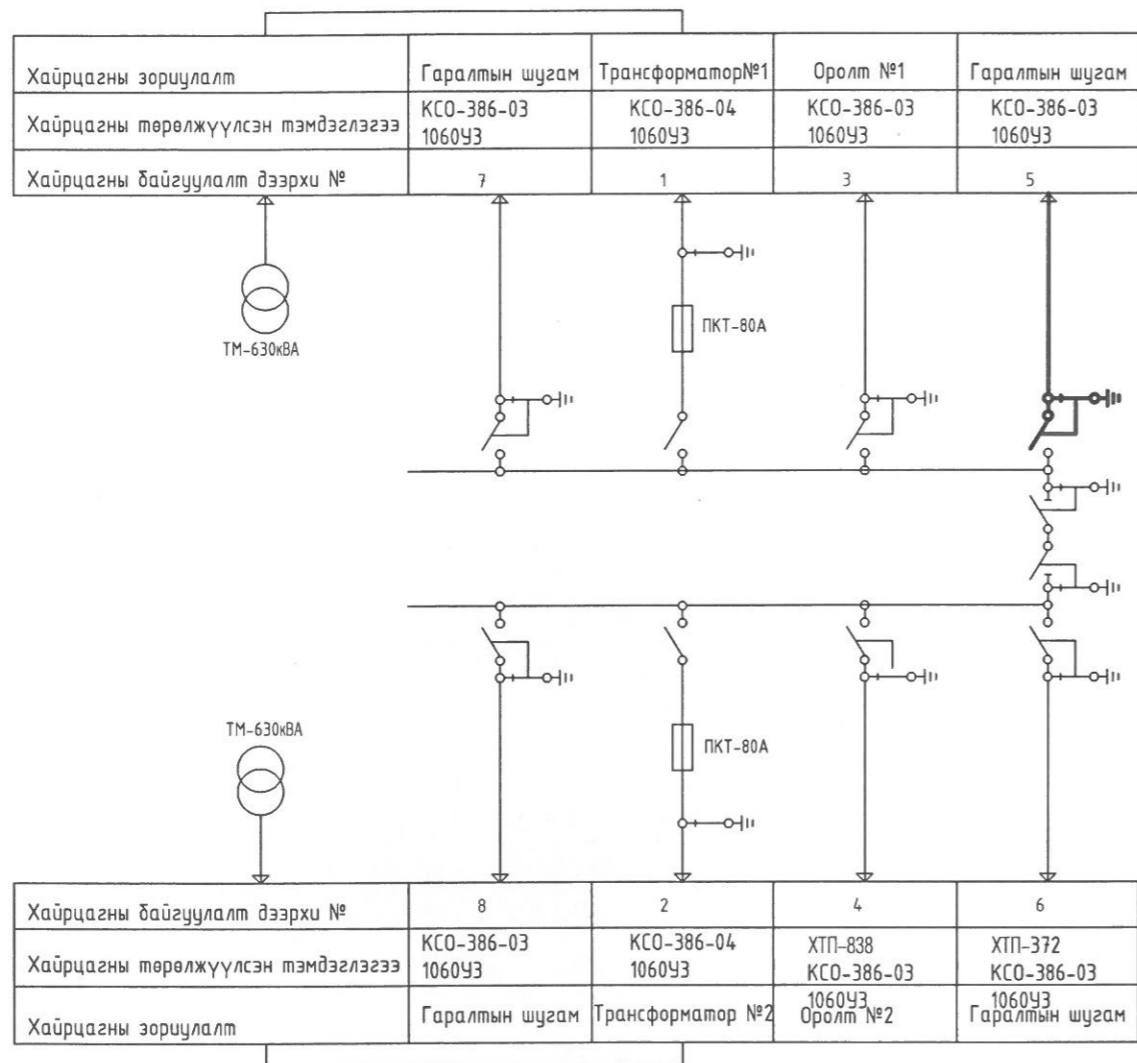 Хайрцагны зориулалт
Гаралтын шугам
Трансформатор№1
Оролт №1
Гаралтын шугам
Хайрцагны төрөлжүүлсэн тэмдэглэгээ
КСО-386-03
1060УЗ
КСО-386-04
1060УЗ
КСО-386-03
1060УЗ
КСО-386-03
1060УЗ
Хайрцагны байгуулалт дээрхи №
7
1
3
5
ТМ-630кВА
ПКТ-80А
ТМ-630кВА
ПКТ-80А
Хайрцагны байгуулалт дээрхи №
8
2
4
6
Хайрцагны төрөлжүүлсэн тэмдэглэгээ
КСО-386-03
1060УЗ
КСО-386-04
1060УЗ
ХТП-838
КСО-386-03
1060УЗ
ХТП-372
КСО-386-03
1060УЗ
Хайрцагны зориулалт
Гаралтын шугам
Трансформатор №2
Оролт №2
Гаралтын шугам